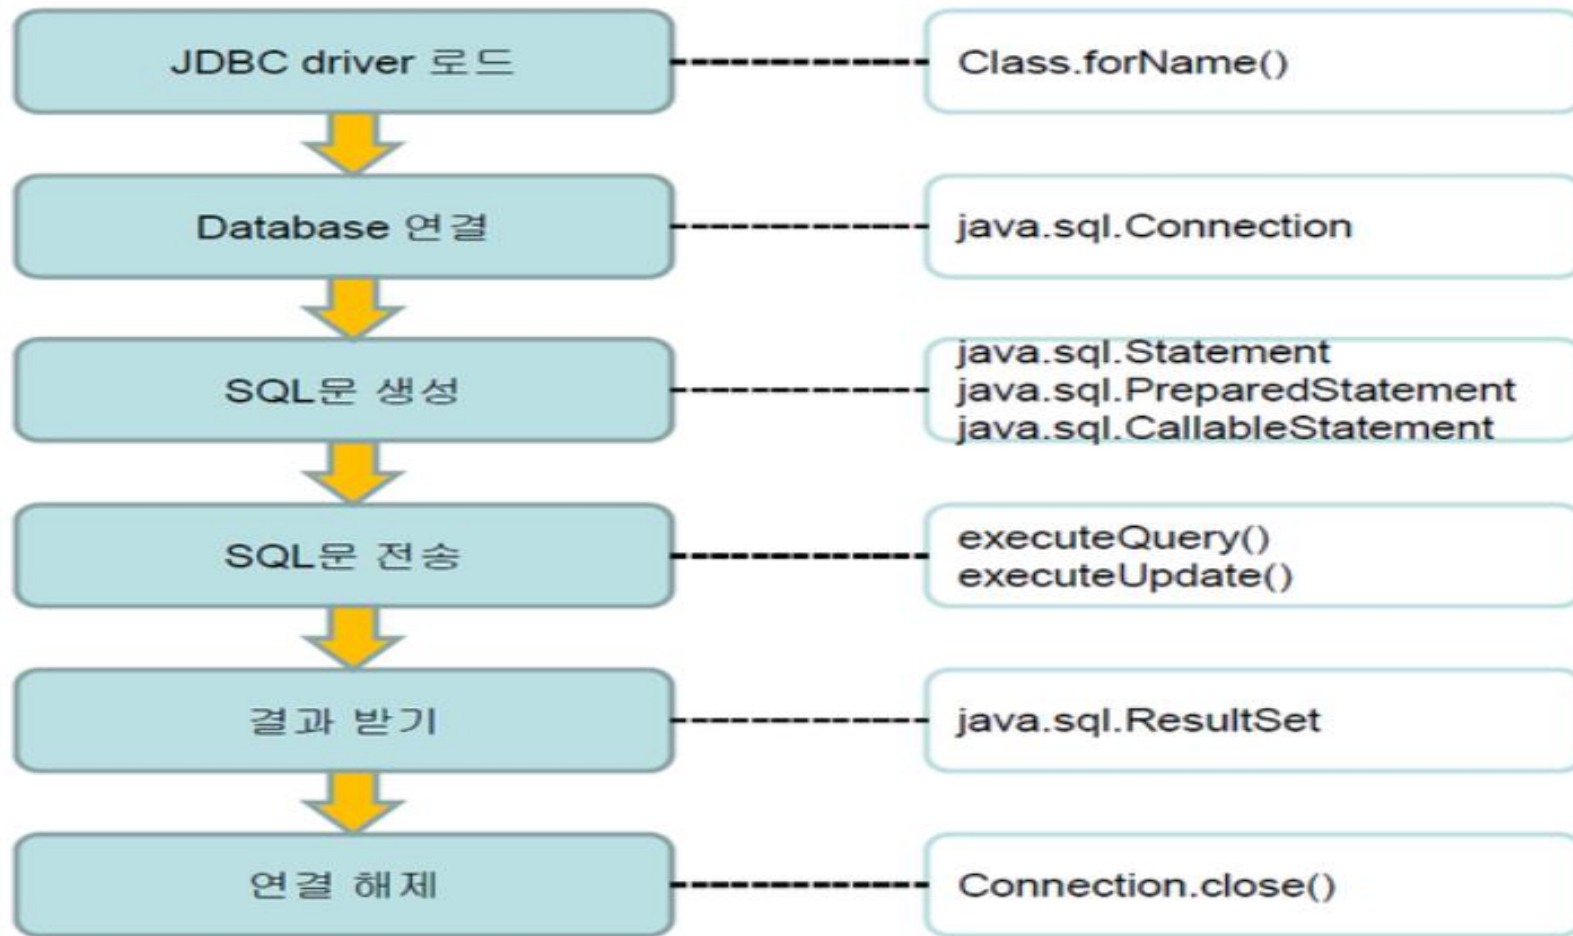 JDBC driver 로드
Class.forName()
Database 연결
java.sql.Connection
SQL문 생성
java.sql.Statement
java.sql.PreparedStatement
java.sql.CallableStatement
SQL문 전송
executeQuery()
executeUpdate()
결과 받기
java.sql.ResultSet
연결 해제
Connection.close()